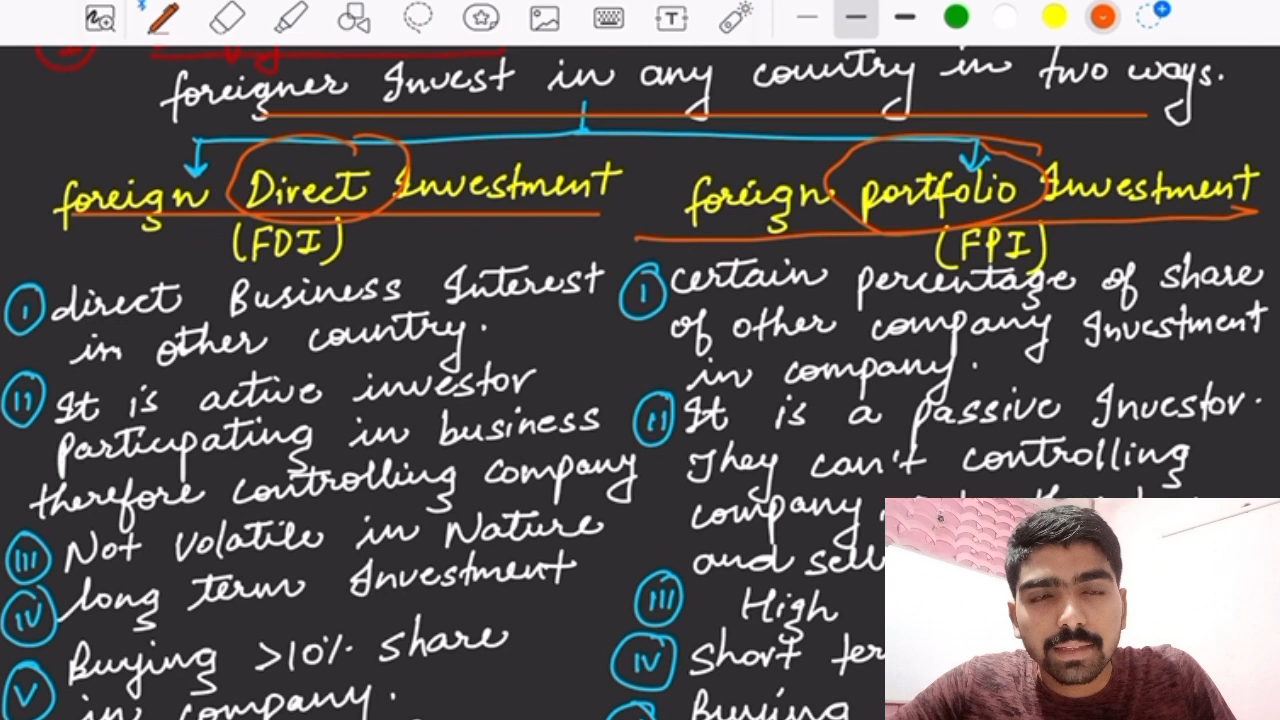 foreigner Invest in any country in two ways.
foreign Direct Investment
(FDI)
I direct Business Interest
in other country.
II It is active investor
Participating in business
therefore controlling company
III Not volatile in Nature
IV long term Investment
V Buying >10% share
in company.
foreign portfolio Investment
(FPI)
I certain percentage of share
of other company Investment
in company.
II It is a passive Investor.
They can't controlling
company
and sell
III High
IV short
Buying